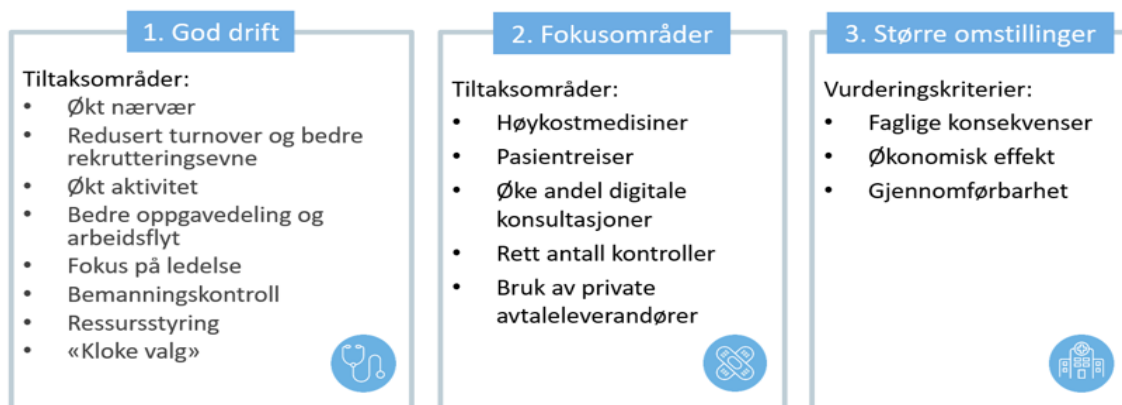 1. God drift
Tiltaksområder:
• Økt nærvær
• Redusert turnover og bedre
rekrutteringsevne
• Økt aktivitet
• Bedre oppgavedeling og
arbeidsflyt
• Fokus på ledelse
• Bemanningskontroll
• Ressursstyring
• «Kloke valg»
2. Fokusområder
Tiltaksområder:
• Høykostmedisiner
• Pasientreiser
• Øke andel digitale
konsultasjoner
• Rett antall kontroller
• Bruk av private
avtaleleverandører
3. Større omstillinger
Vurderingskriterier:
• Faglige konsekvenser
• Økonomisk effekt
• Gjennomførbarhet